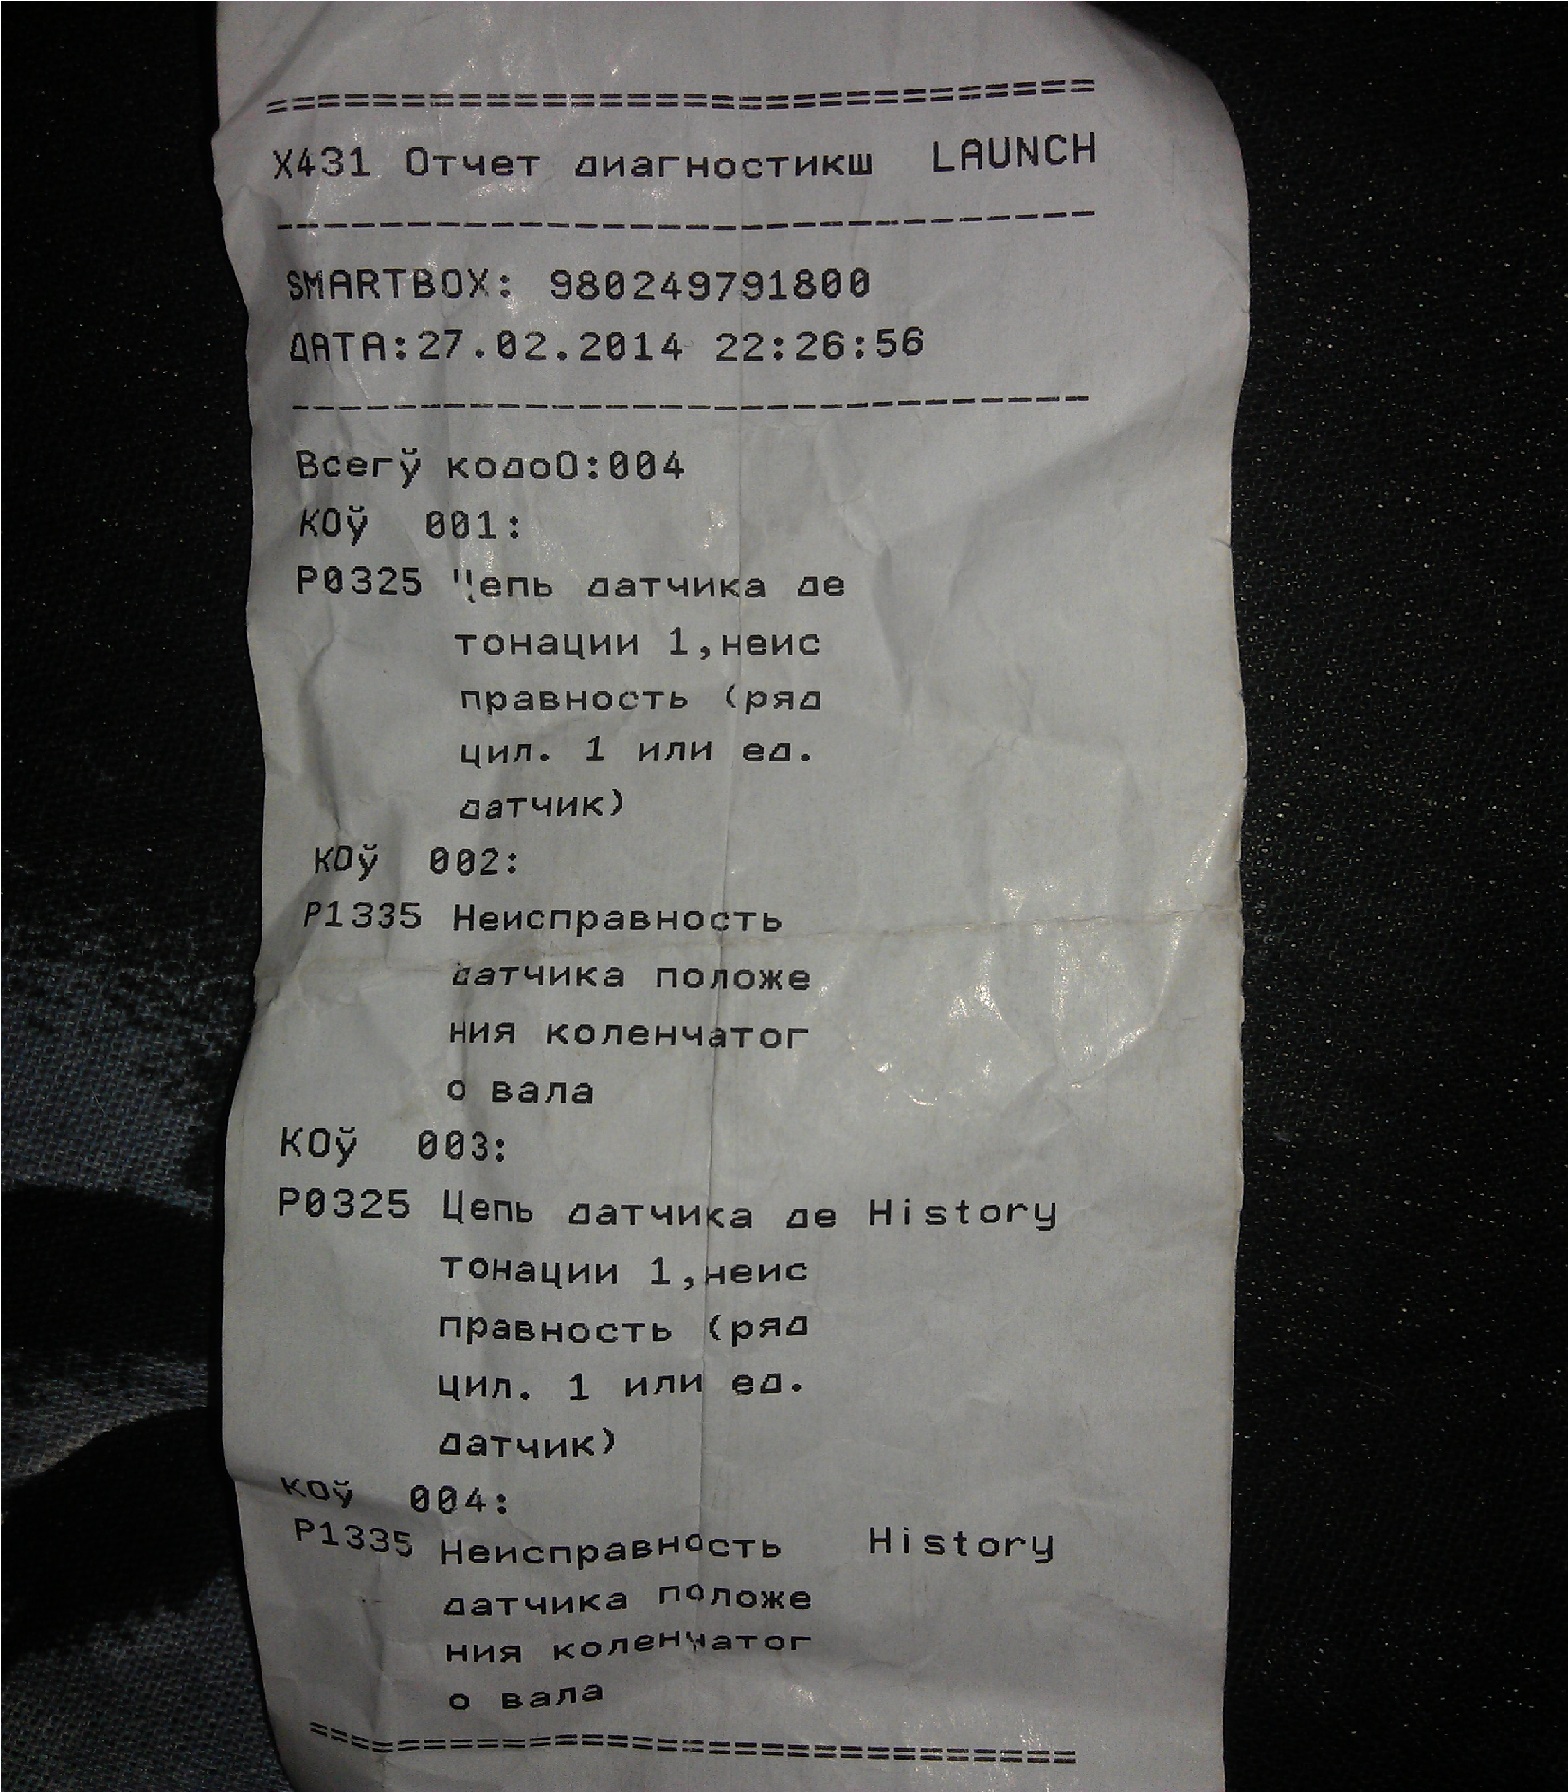 ==================================
X431 Отчет диагностикш LAUNCH
--------------------------------
SMARTBOX: 980249791800
ДАТА:27.02.2014 22:26:56
--------------------------------
Всегў кодоО:004
КОў 001:
P0325 Цепь датчика де
тонации 1,неис
правность (ряд
цил. 1 или ед.
датчик)
КОў 002:
P1335 Неисправность
датчика положе
ния коленчатог
о вала
КОў 003:
P0325 Цепь датчика де History
тонации 1,неис
правность (ряд
цил. 1 или ед.
датчик)
КОў 004:
P1335 Неисправность History
датчика положе
ния коленчатог
о вала
==================================